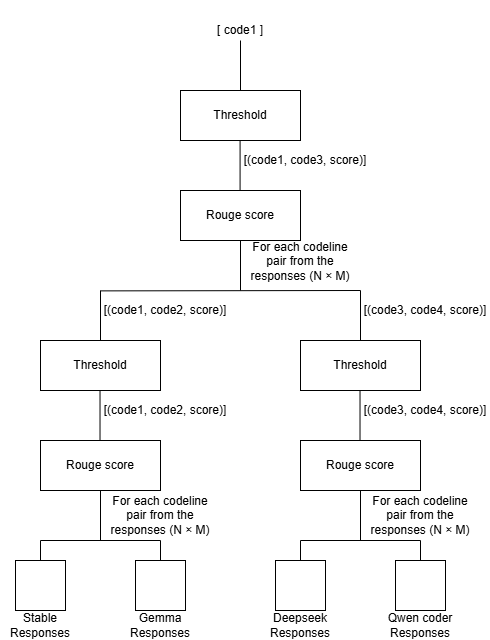 [ code1 ]
Threshold
[(code1, code3, score)]
Rouge score
For each codeline
pair from the
responses (N × M)
[(code1, code2, score)]
[(code3, code4, score)]
Threshold
Threshold
[(code1, code2, score)]
[(code3, code4, score)]
Rouge score
Rouge score
For each codeline
pair from the
responses (N × M)
For each codeline
pair from the
responses (N × M)
Stable
Responses
Gemma
Responses
Deepseek
Responses
Qwen coder
Responses